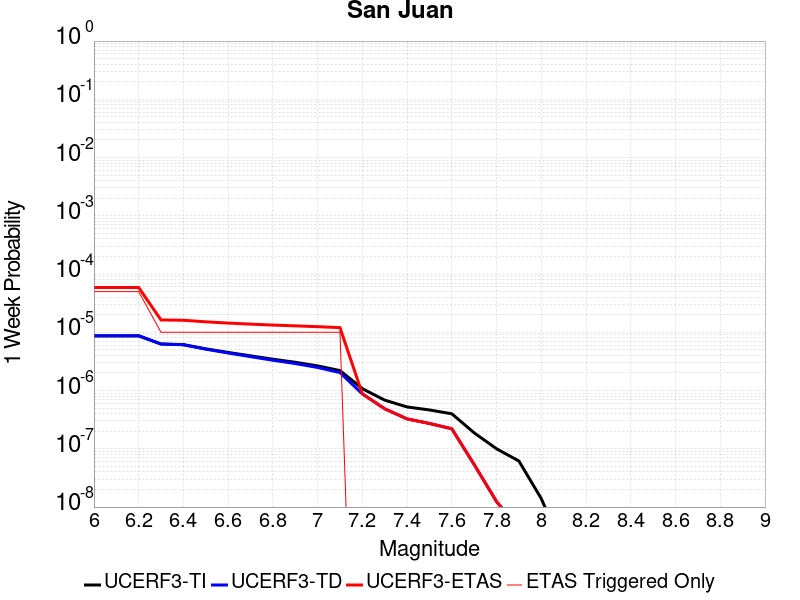 San Juan
1 Week Probability
10^0
10^-1
10^-2
10^-3
10^-4
10^-5
10^-6
10^-7
10^-8
6 6.2 6.4 6.6 6.8 7 7.2 7.4 7.6 7.8 8 8.2 8.4 8.6 8.8 9
Magnitude
UCERF3-TI UCERF3-TD UCERF3-ETAS ETAS Triggered Only